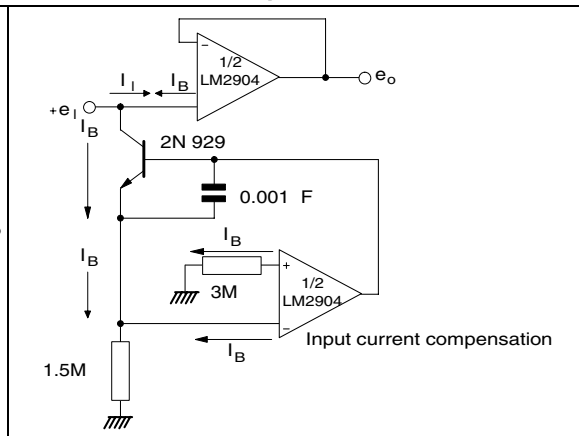 1/2
LM2904
e o
I I
I B
+e I
I B
2N 929
0.001 F
I B
I B
3M
1/2
LM2904
I B
Input current compensation
1.5M